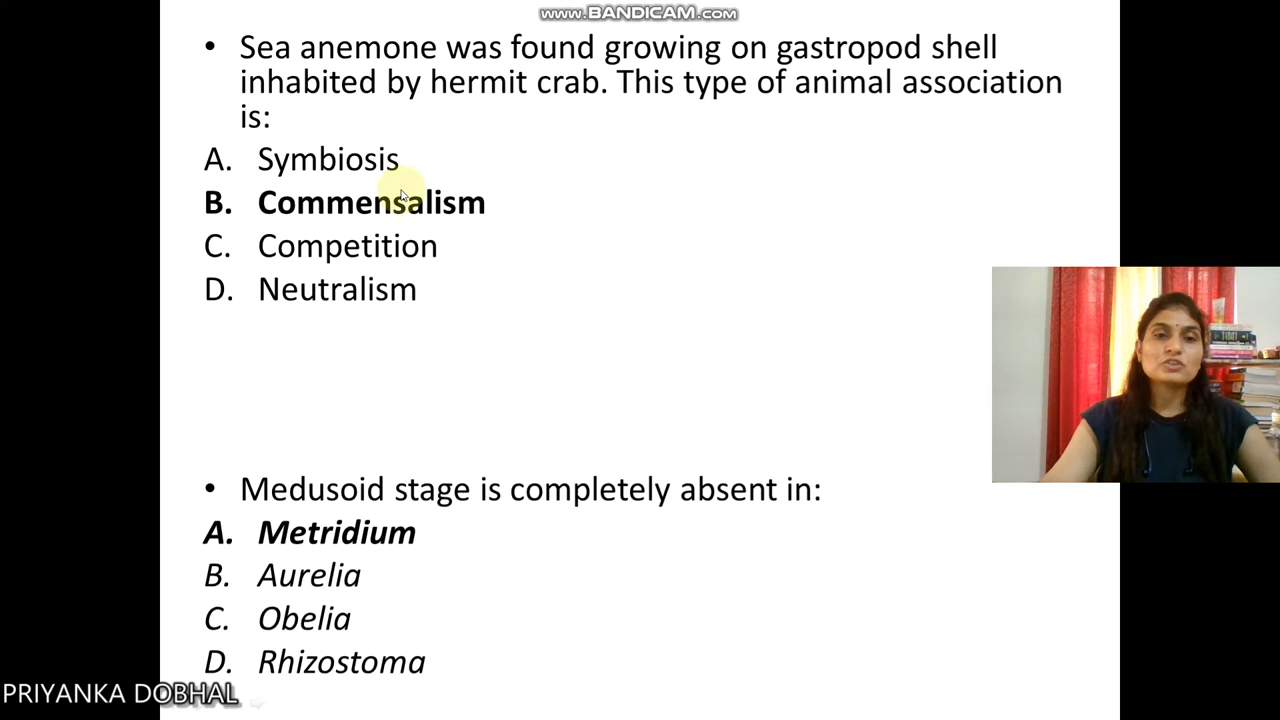 www.BANDICAM.com
• Sea anemone was found growing on gastropod shell
inhabited by hermit crab. This type of animal association
is:
A. Symbiosis
B. Commensalism
C. Competition
D. Neutralism
• Medusoid stage is completely absent in:
A. Metridium
B. Aurelia
C. Obelia
D. Rhizostoma
PRIYANKA DOBHAL